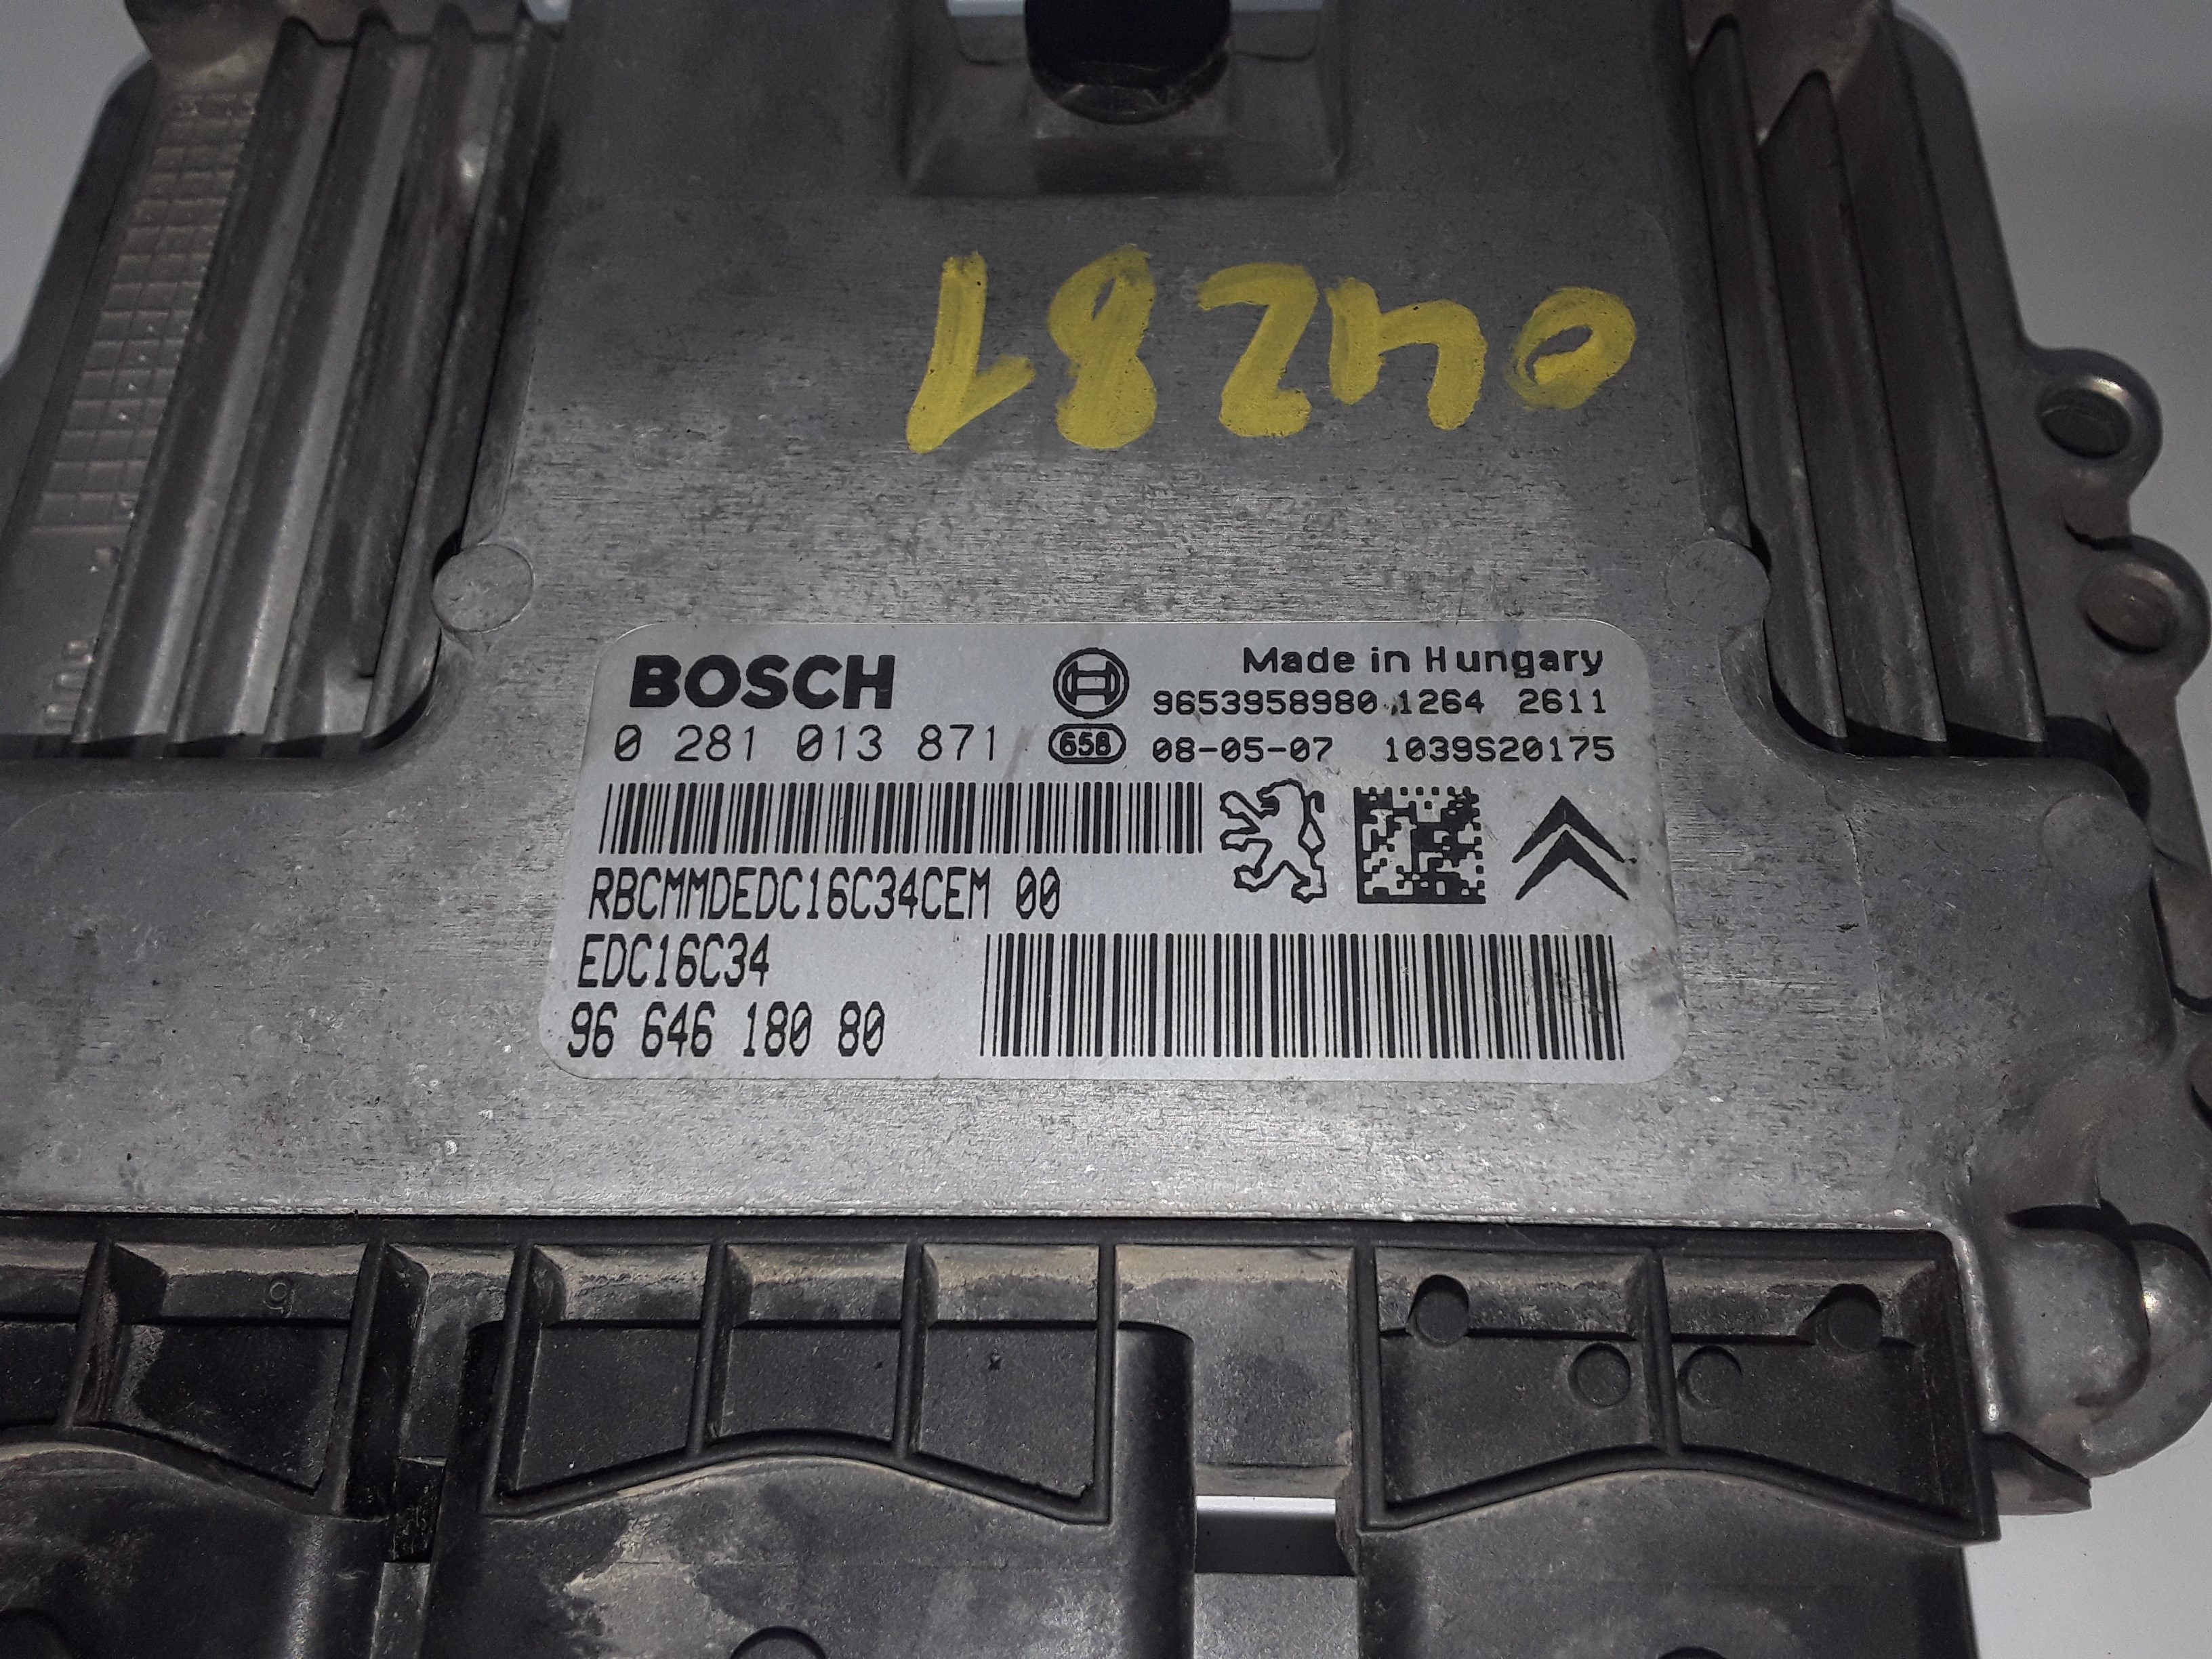 04281
BOSCH
Made in Hungary
9653958980 1264 2611
0 281 013 871
658 08-05-07 1039S20175
RBCMMDEDC16C34CEM 00
EDC16C34
96 646 180 80